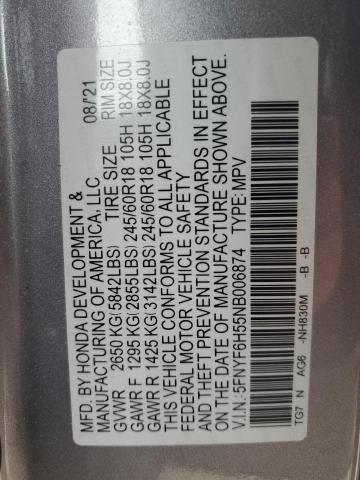 MFD. BY HONDA DEVELOPMENT &
MANUFACTURING OF AMERICA, LLC 08/'21
GVWR 2650 KG(5842LBS) TIRE SIZE RIM SIZE
GAWR F 1295 KG(2855LBS) 245/60R18 105H 18X8.0J
GAWR R 1425 KG(3142LBS) 245/60R18 105H 18X8.0J
THIS VEHICLE CONFORMS TO ALL APPLICABLE
FEDERAL MOTOR VEHICLE SAFETY
AND THEFT PREVENTION STANDARDS IN EFFECT
ON THE DATE OF MANUFACTURE SHOWN ABOVE.
V.I.N.: 5FNYF6H55NB006874 TYPE: MPV
TG7 N AG6 -NH830M -B -B